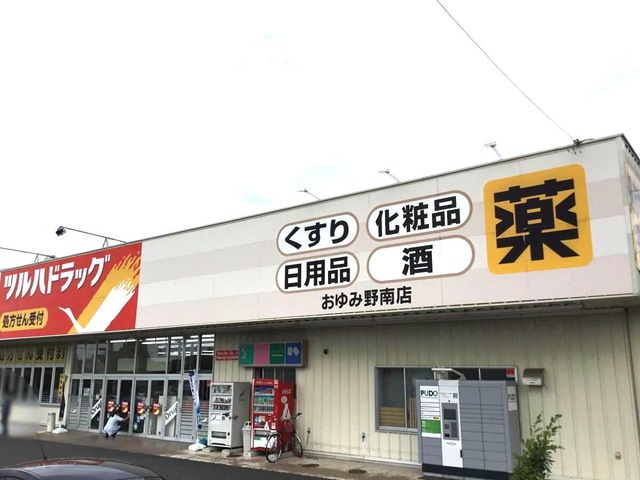 ツルハドラッグ
処方せん受付
くすり
化粧品
日用品
酒
おゆみ野南店
薬
PUDO